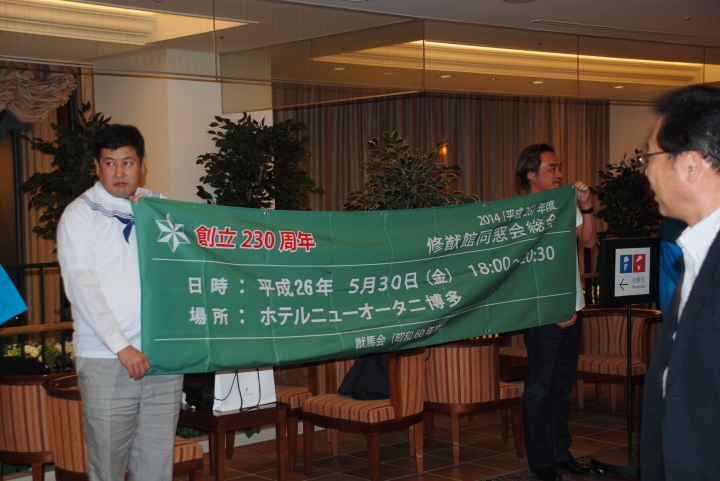 創立230周年
2014(平成26)年度
修猷館同窓会総会
日時： 平成26年 5月30日(金) 18:00~20:30
場所： ホテルニューオータニ博多
猷馬会(昭和60年